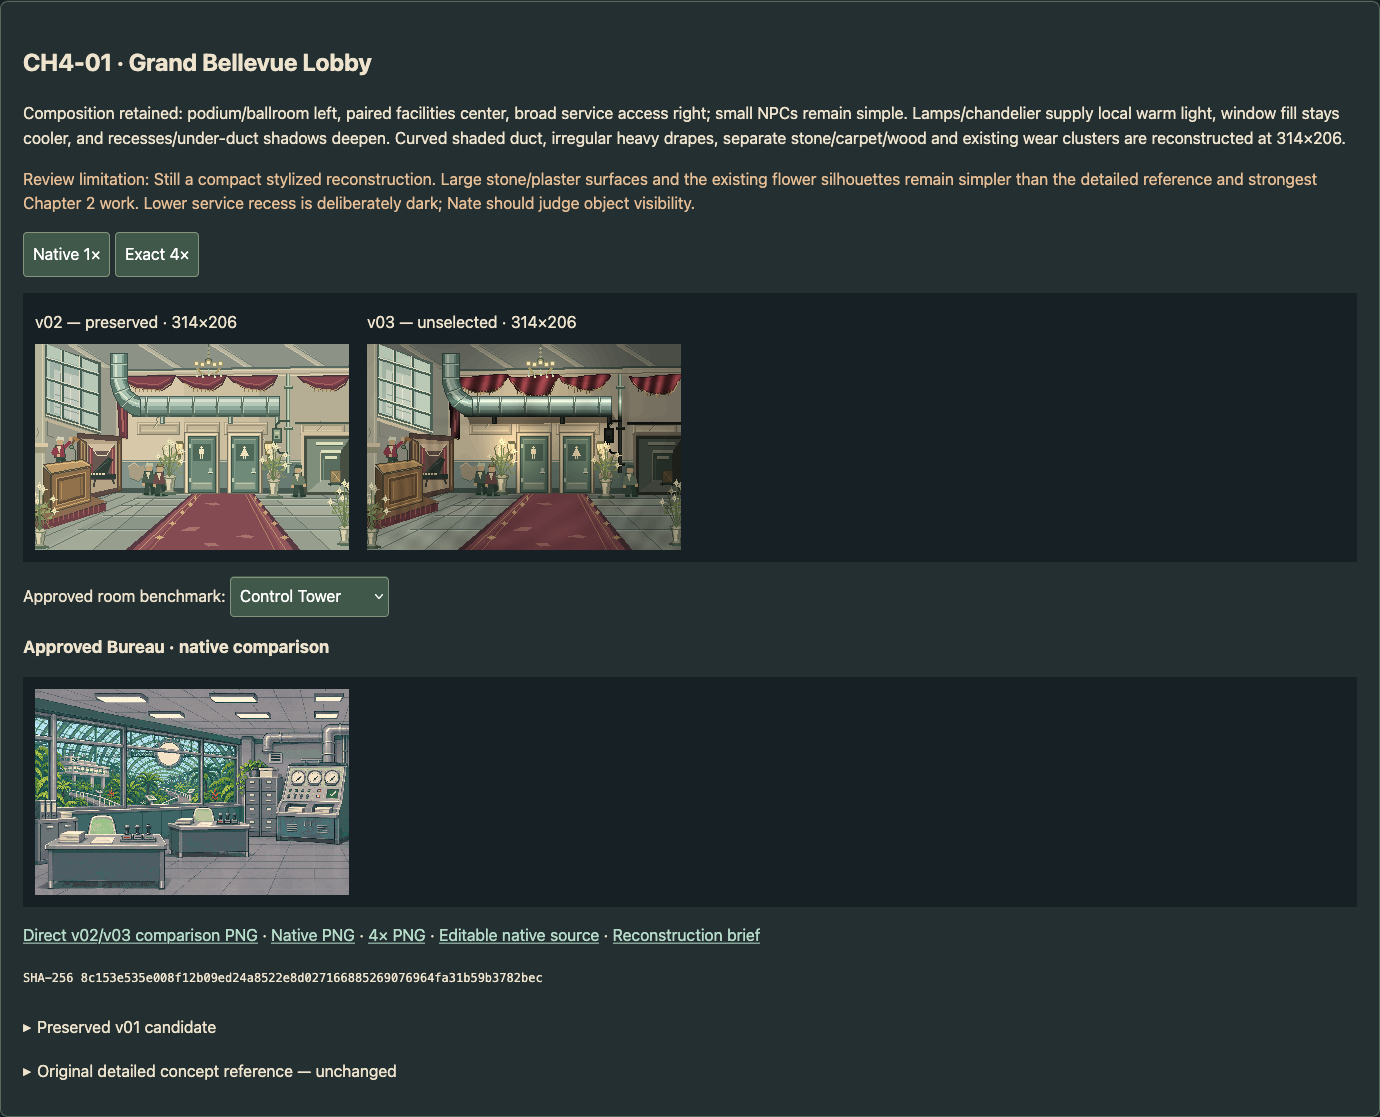 CH4-01 · Grand Bellevue Lobby
Composition retained: podium/ballroom left, paired facilities center, broad service access right; small NPCs remain simple. Lamps/chandelier supply local warm light, window fill stays
cooler, and recesses/under-duct shadows deepen. Curved shaded duct, irregular heavy drapes, separate stone/carpet/wood and existing wear clusters are reconstructed at 314×206.
Review limitation: Still a compact stylized reconstruction. Large stone/plaster surfaces and the existing flower silhouettes remain simpler than the detailed reference and strongest
Chapter 2 work. Lower service recess is deliberately dark; Nate should judge object visibility.
Native 1×
Exact 4×
v02 — preserved · 314×206
v03 — unselected · 314×206
Approved room benchmark:
Control Tower
Approved Bureau · native comparison
Direct v02/v03 comparison PNG · Native PNG · 4× PNG · Editable native source · Reconstruction brief
SHA-256 8c153e535e008f12b09ed24a8522e8d027166885269076964fa31b59b3782bec
▸ Preserved v01 candidate
▸ Original detailed concept reference — unchanged